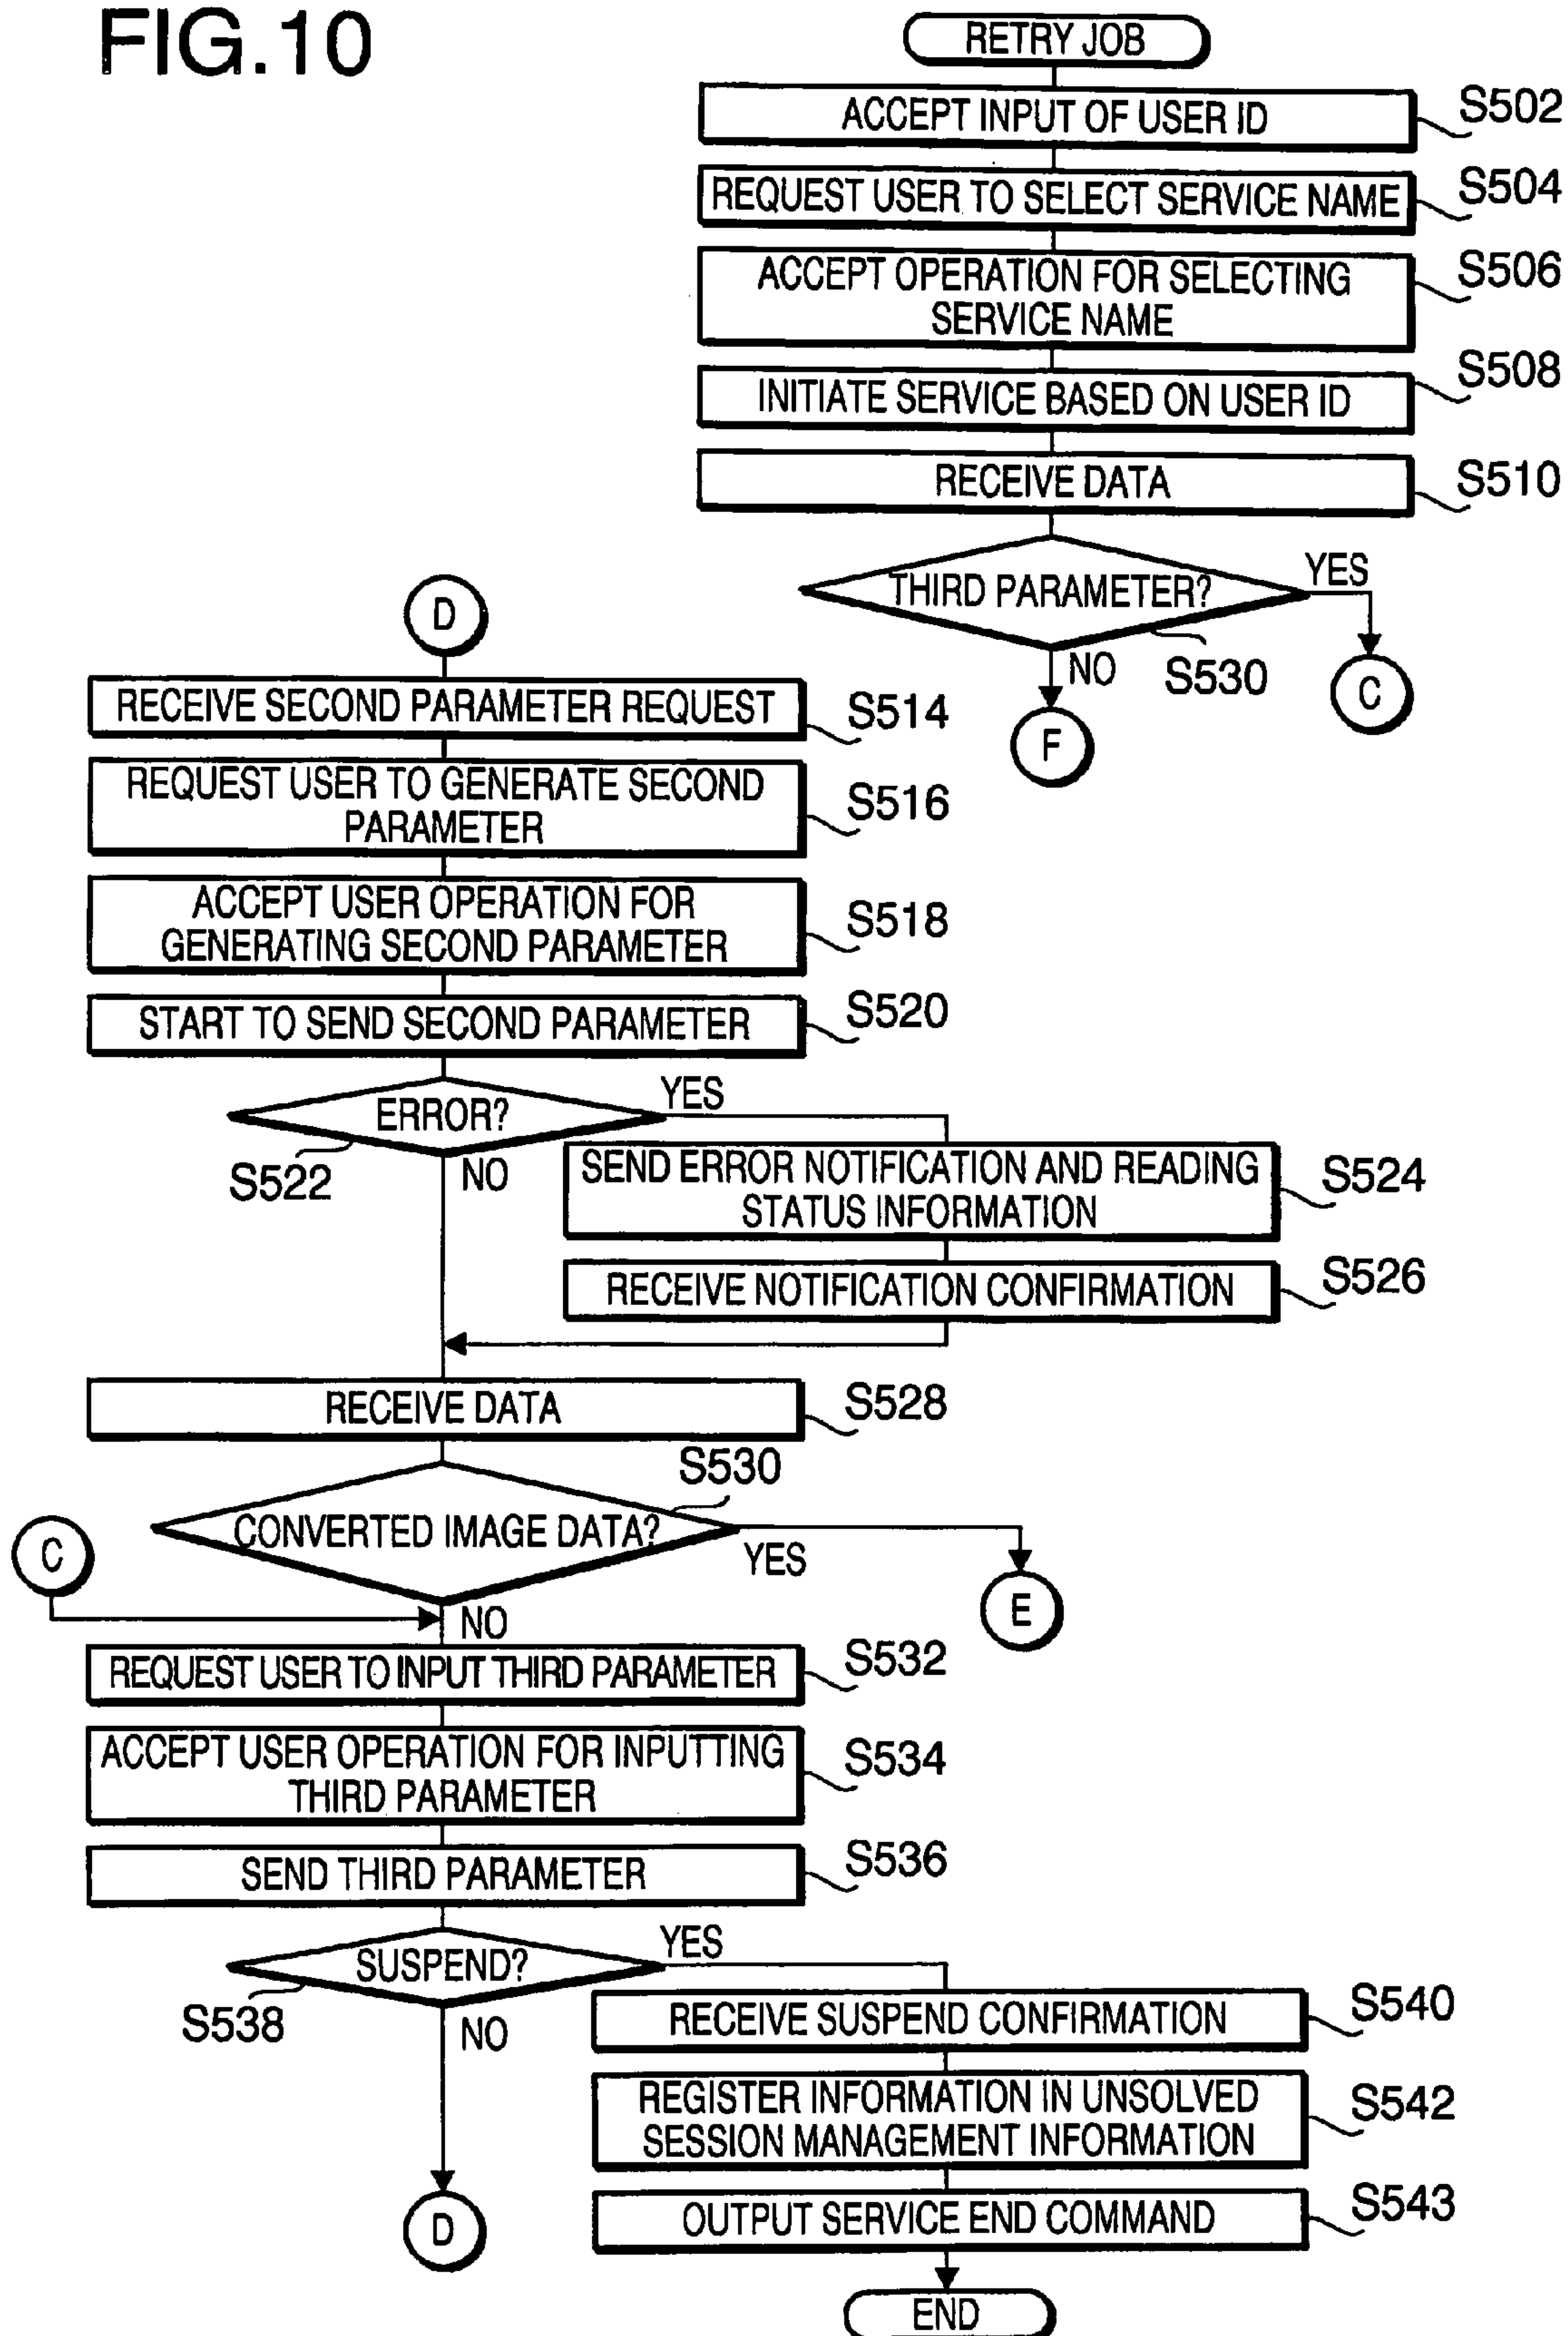 FIG.10
RETRY JOB
ACCEPT INPUT OF USER ID
S502
REQUEST USER TO SELECT SERVICE NAME
S504
ACCEPT OPERATION FOR SELECTING
SERVICE NAME
S506
INITIATE SERVICE BASED ON USER ID
S508
RECEIVE DATA
S510
THIRD PARAMETER?
YES
S530
NO
C
F
D
RECEIVE SECOND PARAMETER REQUEST
S514
REQUEST USER TO GENERATE SECOND
PARAMETER
S516
ACCEPT USER OPERATION FOR
GENERATING SECOND PARAMETER
S518
START TO SEND SECOND PARAMETER
S520
ERROR?
YES
S522
NO
SEND ERROR NOTIFICATION AND READING
STATUS INFORMATION
S524
RECEIVE NOTIFICATION CONFIRMATION
S526
RECEIVE DATA
S528
S530
CONVERTED IMAGE DATA?
YES
C
E
NO
REQUEST USER TO INPUT THIRD PARAMETER
S532
ACCEPT USER OPERATION FOR INPUTTING
THIRD PARAMETER
S534
SEND THIRD PARAMETER
S536
SUSPEND?
YES
S538
NO
RECEIVE SUSPEND CONFIRMATION
S540
REGISTER INFORMATION IN UNSOLVED
SESSION MANAGEMENT INFORMATION
S542
OUTPUT SERVICE END COMMAND
S543
D
END